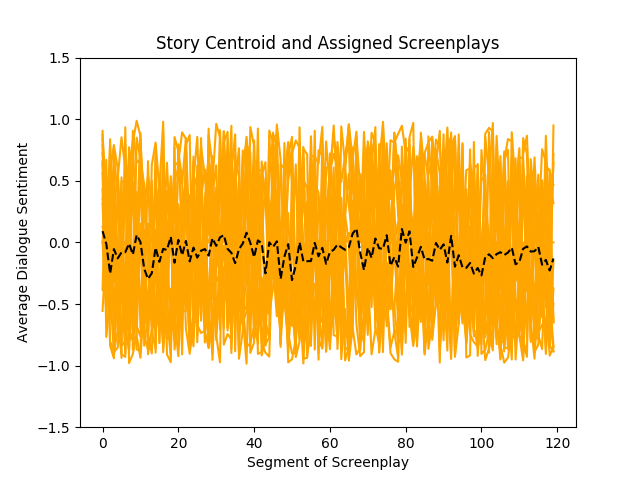 Story Centroid and Assigned Screenplays
1.5
1.0
0.5
0.0
−0.5
−1.0
−1.5
Average Dialogue Sentiment
0 20 40 60 80 100 120
Segment of Screenplay